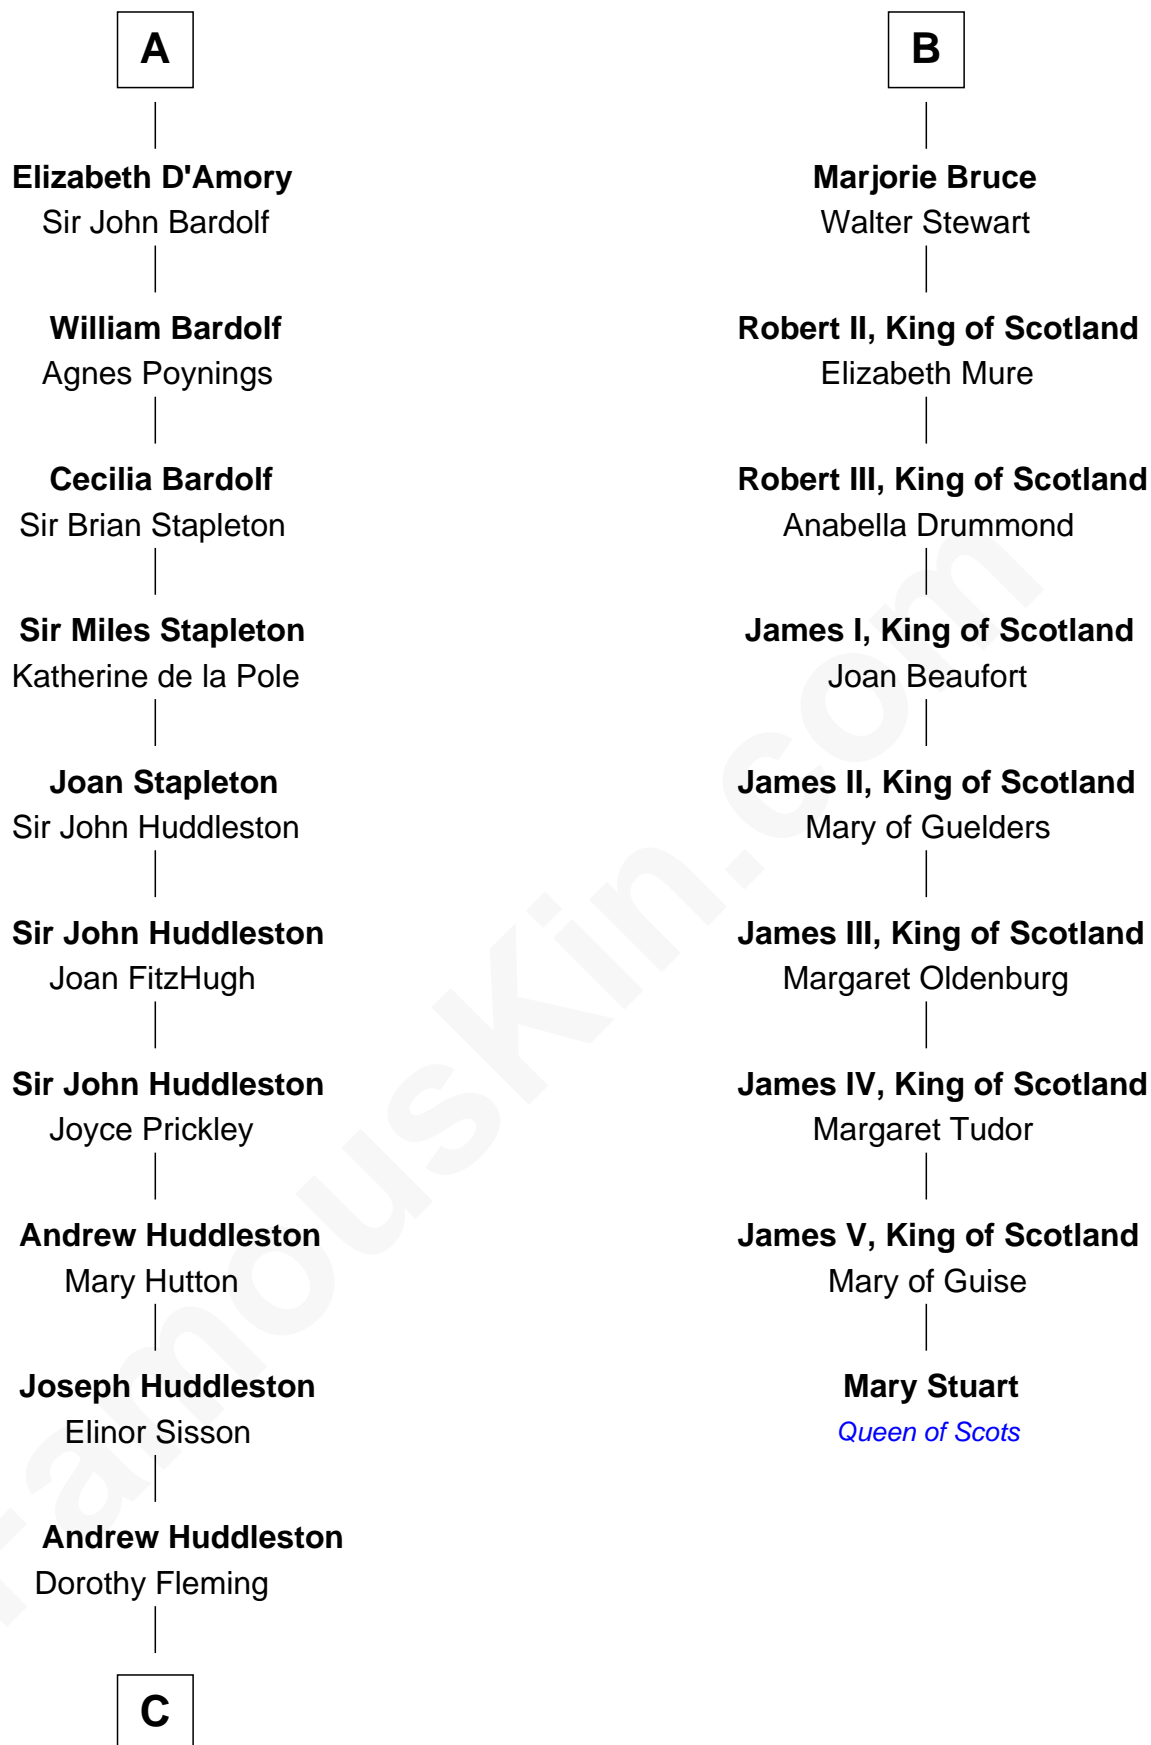 A
Elizabeth D'Amory
Sir John Bardolf
William Bardolf
Agnes Poynings
Cecilia Bardolf
Sir Brian Stapleton
Sir Miles Stapleton
Katherine de la Pole
Joan Stapleton
Sir John Huddleston
Sir John Huddleston
Joan FitzHugh
Sir John Huddleston
Joyce Prickley
Andrew Huddleston
Mary Hutton
Joseph Huddleston
Elinor Sisson
Andrew Huddleston
Dorothy Fleming
C
B
Marjorie Bruce
Walter Stewart
Robert II, King of Scotland
Elizabeth Mure
Robert III, King of Scotland
Anabella Drummond
James I, King of Scotland
Joan Beaufort
James II, King of Scotland
Mary of Guelders
James III, King of Scotland
Margaret Oldenburg
James IV, King of Scotland
Margaret Tudor
James V, King of Scotland
Mary of Guise
Mary Stuart
Queen of Scots
FamousKin.com